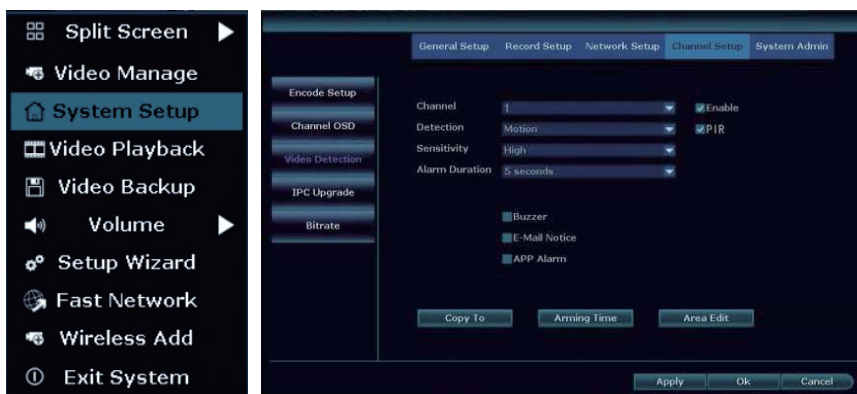 Split Screen
Video Manage
System Setup
Video Playback
Video Backup
Volume
Setup Wizard
Fast Network
Wireless Add
Exit System
General Setup Record Setup Network Setup Channel Setup System Admin
Encode Setup
Channel OSD
Video Detection
IPC Upgrade
Bitrate
Channel 1 Enable
Detection Motion PIR
Sensitivity High
Alarm Duration 5 seconds
Buzzer
E-Mail Notice
APP Alarm
Copy To Arming Time Area Edit
Apply Ok Cancel